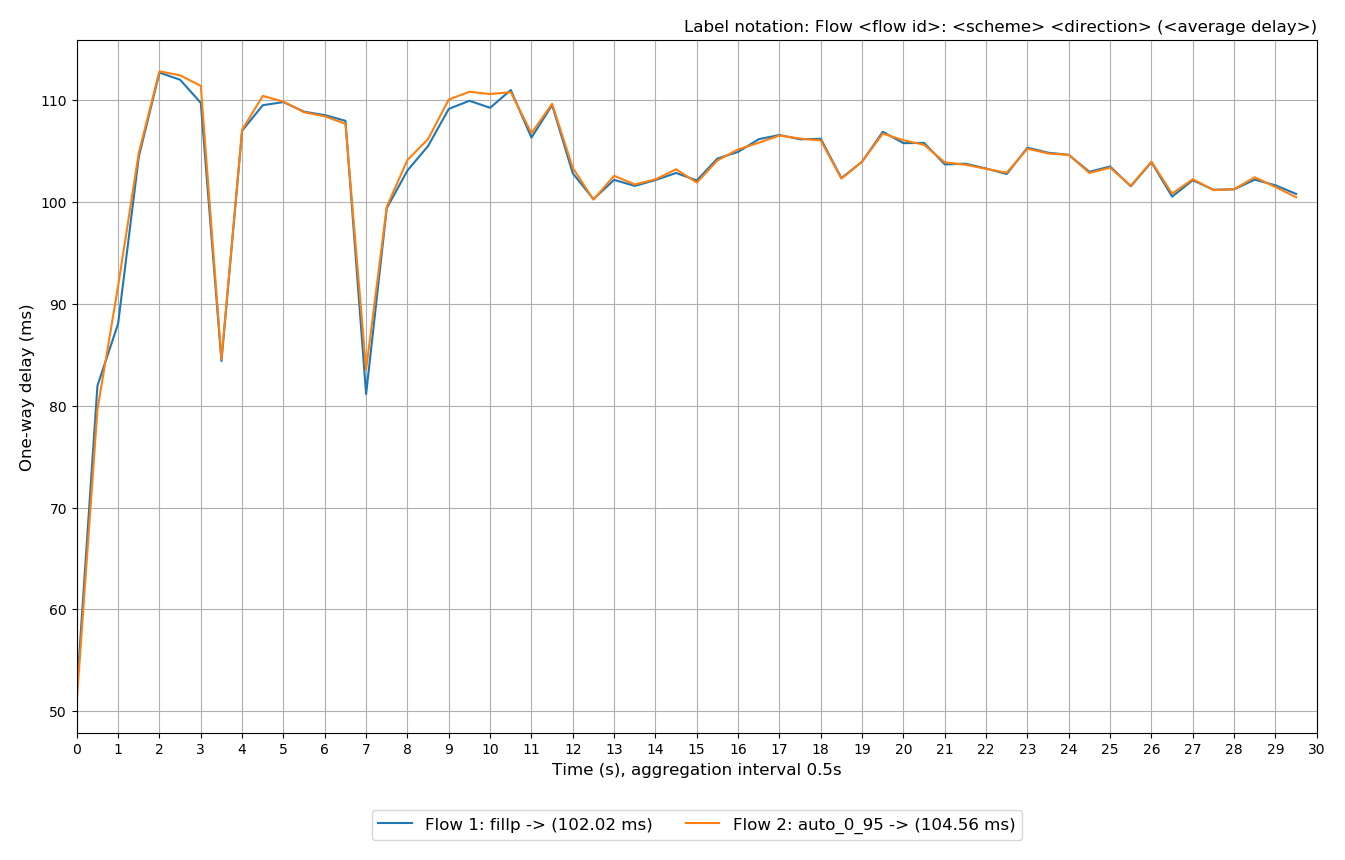 Label notation: Flow <flow id>: <scheme> <direction> (<average delay>)
110
100
90
80
70
60
50
One-way delay (ms)
0 1 2 3 4 5 6 7 8 9 10 11 12 13 14 15 16 17 18 19 20 21 22 23 24 25 26 27 28 29 30
Time (s), aggregation interval 0.5s
Flow 1: fillp -> (102.02 ms) Flow 2: auto_0_95 -> (104.56 ms)